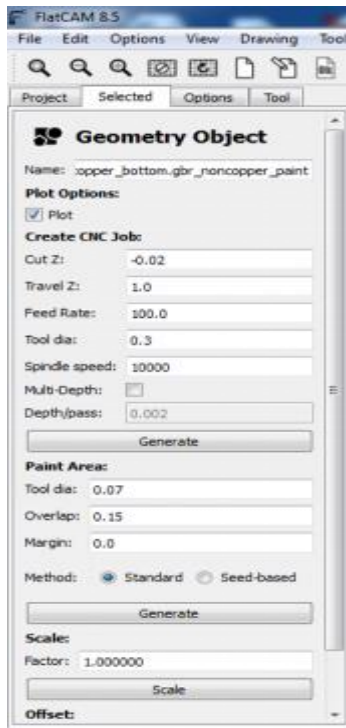 FlatCAM 8.5
File Edit Options View Drawing Tool
Project Selected Options Tool
Geometry Object
Name: :opper_bottom.gbr_noncopper_paint
Plot Options:
Plot
Create CNC Job:
Cut Z: -0.02
Travel Z: 1.0
Feed Rate: 100.0
Tool dia: 0.3
Spindle speed: 10000
Multi-Depth:
Depth/pass: 0.002
Generate
Paint Area:
Tool dia: 0.07
Overlap: 0.15
Margin: 0.0
Method: Standard Seed-based
Generate
Scale:
Factor: 1.000000
Scale
Offset: